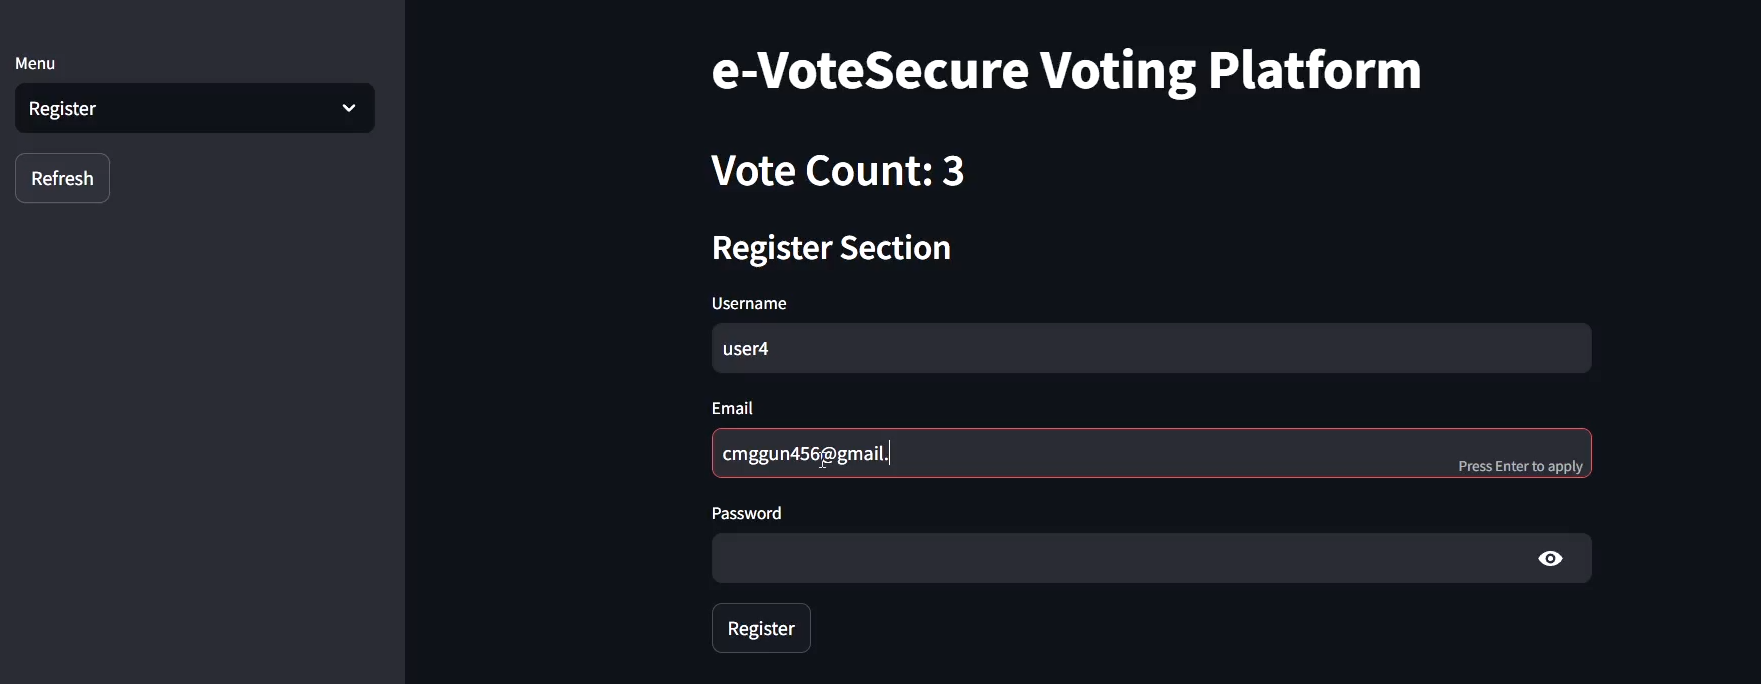 Menu
Register
Refresh
e-VoteSecure Voting Platform
Vote Count: 3
Register Section
Username
user4
Email
cmggun456@gmail.
Press Enter to apply
Password
Register